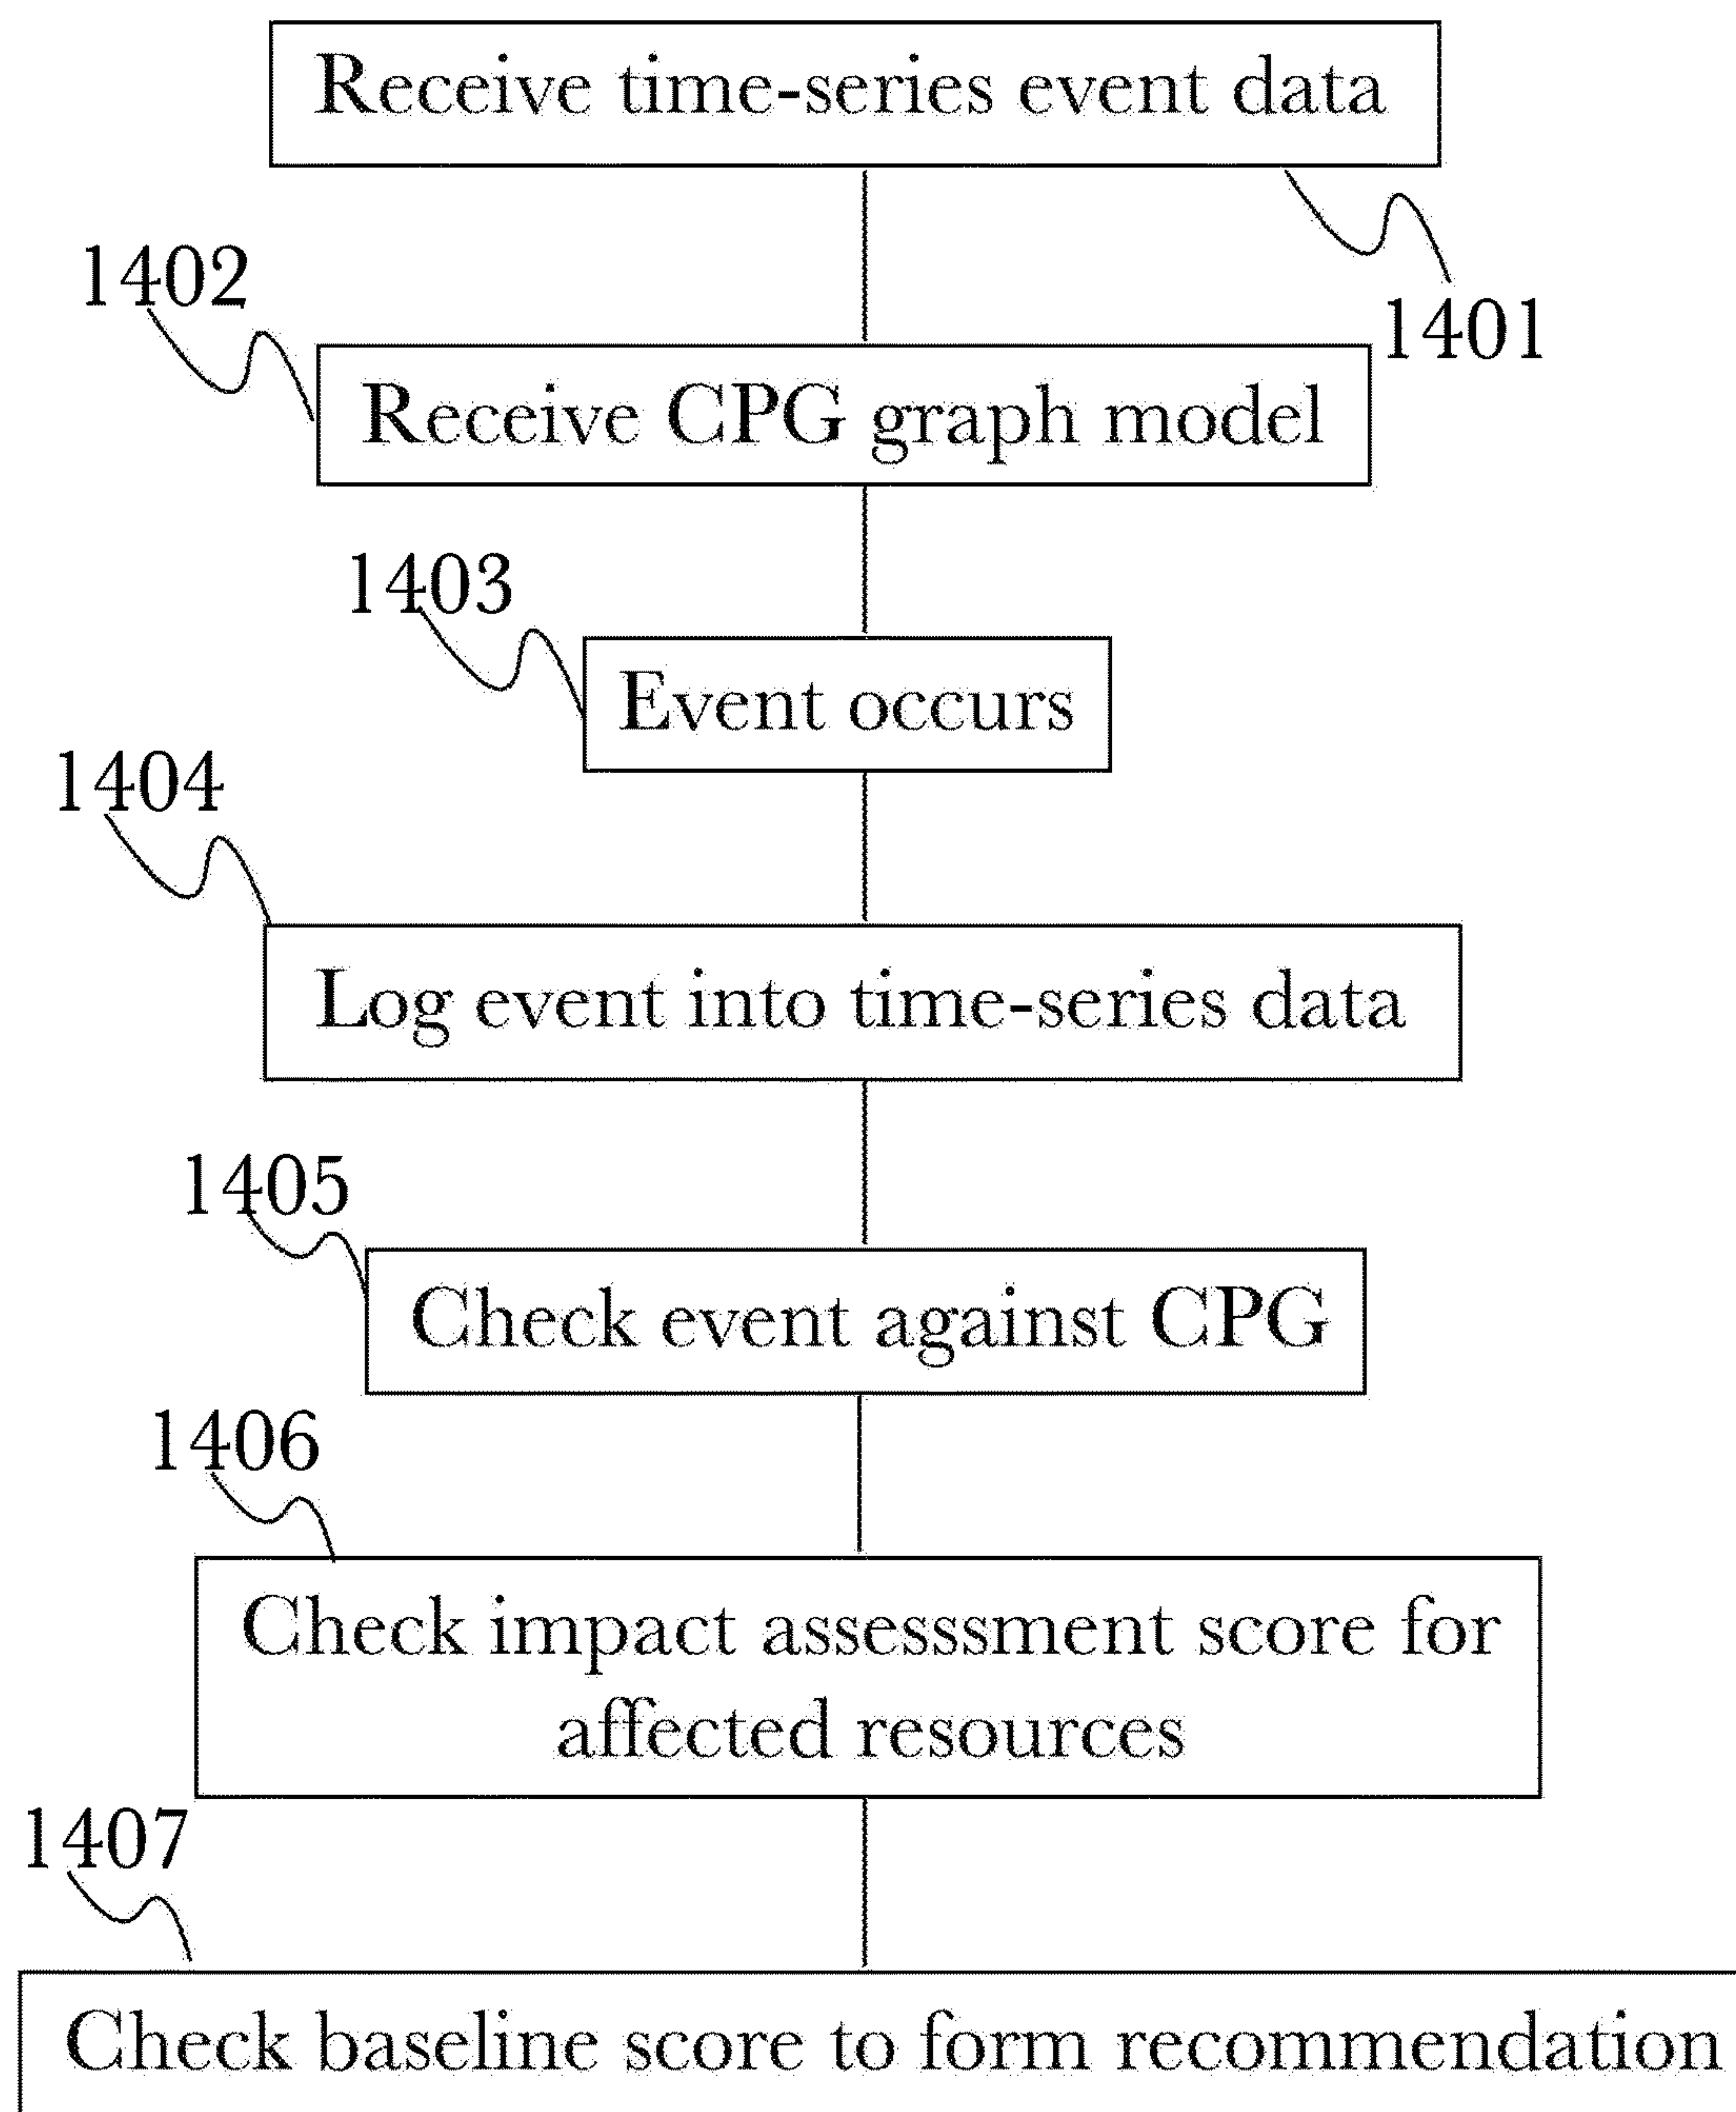 Receive time-series event data
1401
1402
Receive CPG graph model
1403
Event occurs
1404
Log event into time-series data
1405
Check event against CPG
1406
Check impact assesssment score for
affected resources
1407
Check baseline score to form recommendation